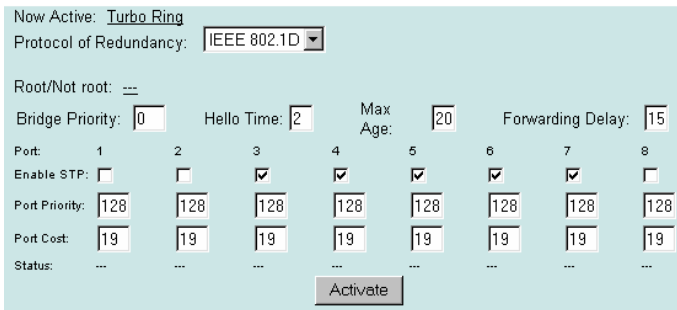 Now Active: Turbo Ring
Protocol of Redundancy: IEEE 802.1D
Root/Not root: ---
Bridge Priority: 0 Hello Time: 2 Max Age: 20 Forwarding Delay: 15
Port: 1 2 3 4 5 6 7 8
Enable STP:
Port Priority: 128 128 128 128 128 128 128 128
Port Cost: 19 19 19 19 19 19 19 19
Status: --- --- --- --- --- --- --- ---
Activate